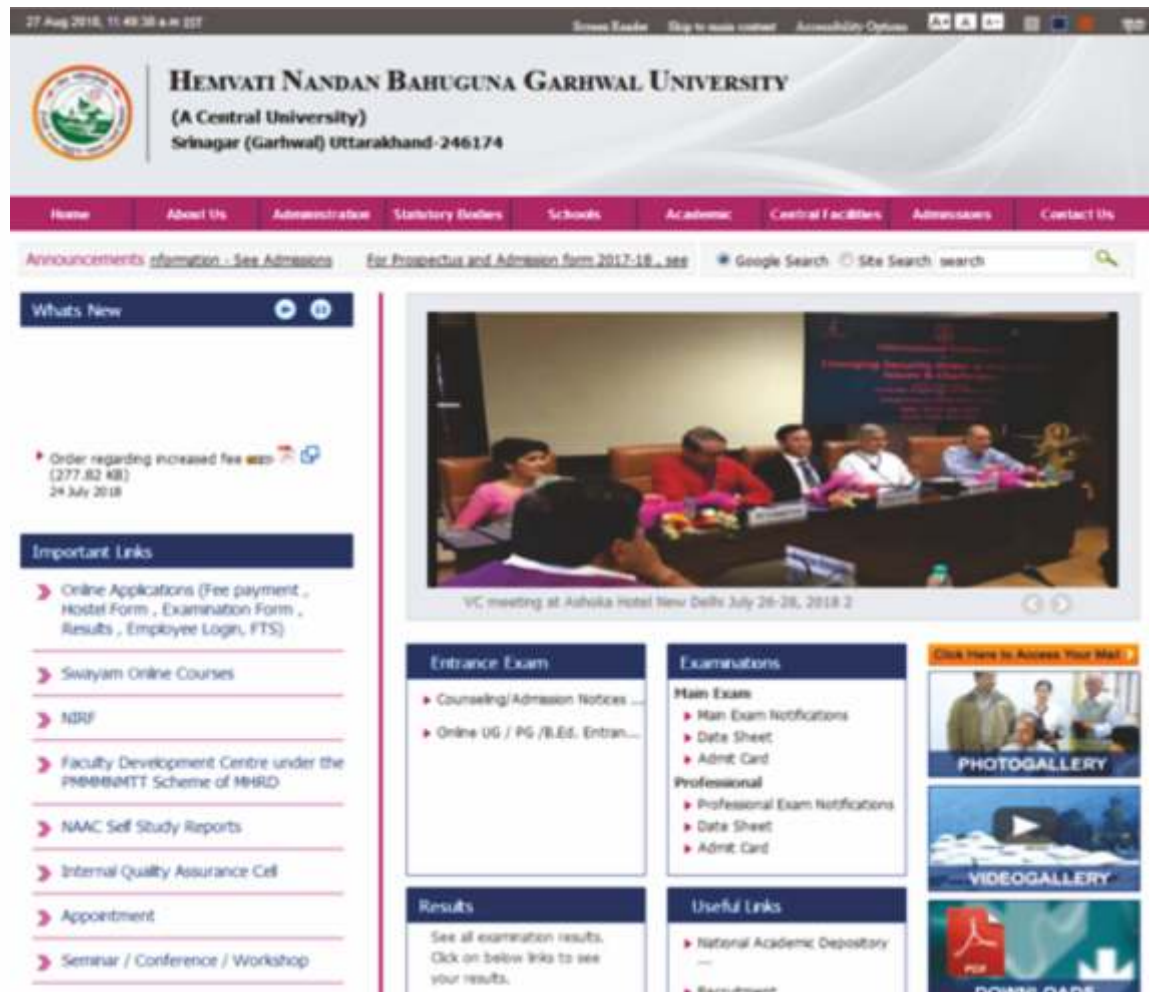 27 Aug 2018, 11:49:38 a.m IST
Screen Reader Skip to main content Accessibility Options A+ A A-
HEMVATI NANDAN BAHUGUNA GARHWAL UNIVERSITY
(A Central University)
Srinagar (Garhwal) Uttarakhand-246174
Home About Us Administration Statutory Bodies Schools Academic Central Facilities Admissions Contact Us
Announcements nformation - See Admissions For Prospectus and Admission form 2017-18 , see Google Search Site Search search
Whats New
Order regarding increased fee
(277.82 KB)
24 July 2018
Important Links
Online Applications (Fee payment ,
Hostel Form , Examination Form ,
Results , Employee Login, FTS)
Swayam Online Courses
NIRF
Faculty Development Centre under the
PMMMNMTT Scheme of MHRD
NAAC Self Study Reports
Internal Quality Assurance Cell
Appointment
Seminar / Conference / Workshop
VC meeting at Ashoka Hotel New Delhi July 26-28, 2018 2
Entrance Exam
Counseling/Admission Notices ...
Online UG / PG /B.Ed. Entran...
Examinations
Main Exam
Main Exam Notifications
Date Sheet
Admit Card
Professional
Professional Exam Notifications
Date Sheet
Admit Card
Results
See all examination results.
Click on below links to see
your results.
Useful Links
National Academic Depository
...
Recruitment
Click Here to Access Your Mail
PHOTOGALLERY
VIDEOGALLERY
PDF
DOWNLOADS